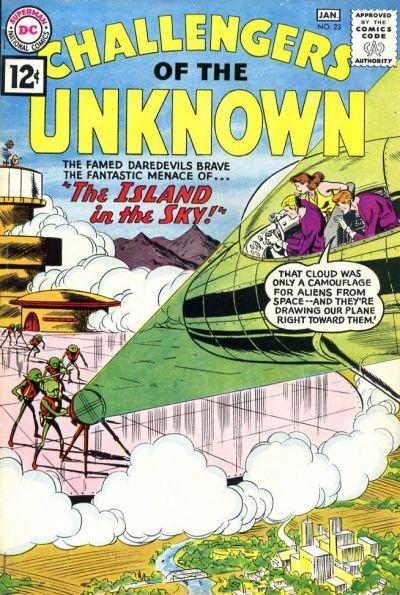 SUPERMAN
DC
NATIONAL COMICS
JAN.
NO. 23
APPROVED
BY THE
COMICS
CODE
CA
AUTHORITY
12¢
CHALLENGERS
OF THE
UNKNOWN
THE FAMED DAREDEVILS BRAVE
THE FANTASTIC MENACE OF...
"The ISLAND
in the SKY!"
THAT CLOUD WAS
ONLY A CAMOUFLAGE
FOR ALIENS FROM
SPACE--AND THEY'RE
DRAWING OUR PLANE
RIGHT TOWARD THEM!